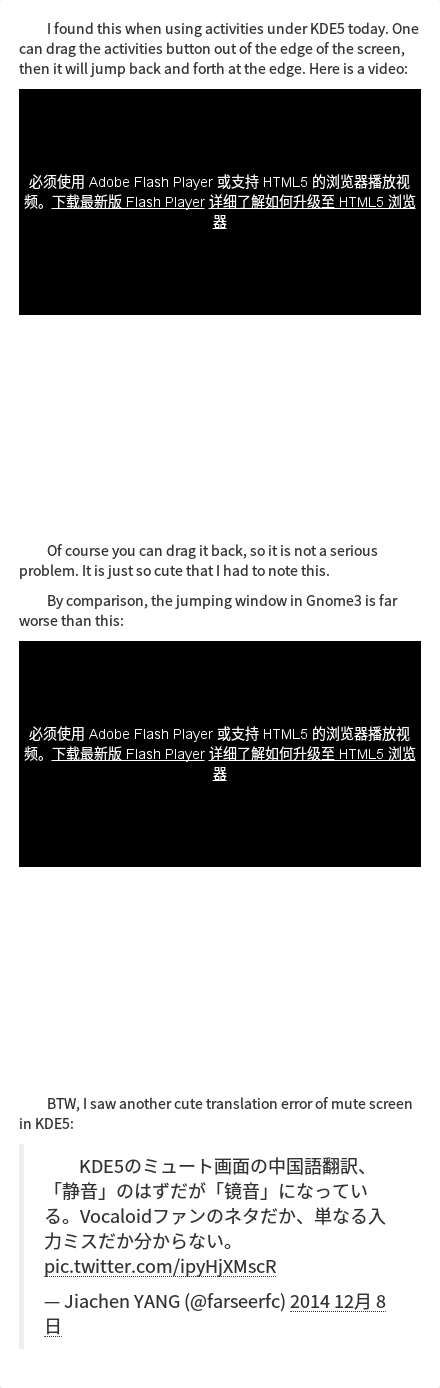 I found this when using activities under KDE5 today. One
can drag the activities button out of the edge of the screen,
then it will jump back and forth at the edge. Here is a video:
必须使用 Adobe Flash Player 或支持 HTML5 的浏览器播放视
频。下载最新版 Flash Player 详细了解如何升级至 HTML5 浏览
器
Of course you can drag it back, so it is not a serious
problem. It is just so cute that I had to note this.
By comparison, the jumping window in Gnome3 is far
worse than this:
必须使用 Adobe Flash Player 或支持 HTML5 的浏览器播放视
频。下载最新版 Flash Player 详细了解如何升级至 HTML5 浏览
器
BTW, I saw another cute translation error of mute screen
in KDE5:
KDE5のミュート画面の中国語翻訳、
「静音」のはずだが「镜音」になってい
る。Vocaloidファンのネタだか、単なる入
力ミスだか分からない。
pic.twitter.com/ipyHjXMscR
— Jiachen YANG (@farseerfc) 2014 12月 8
日